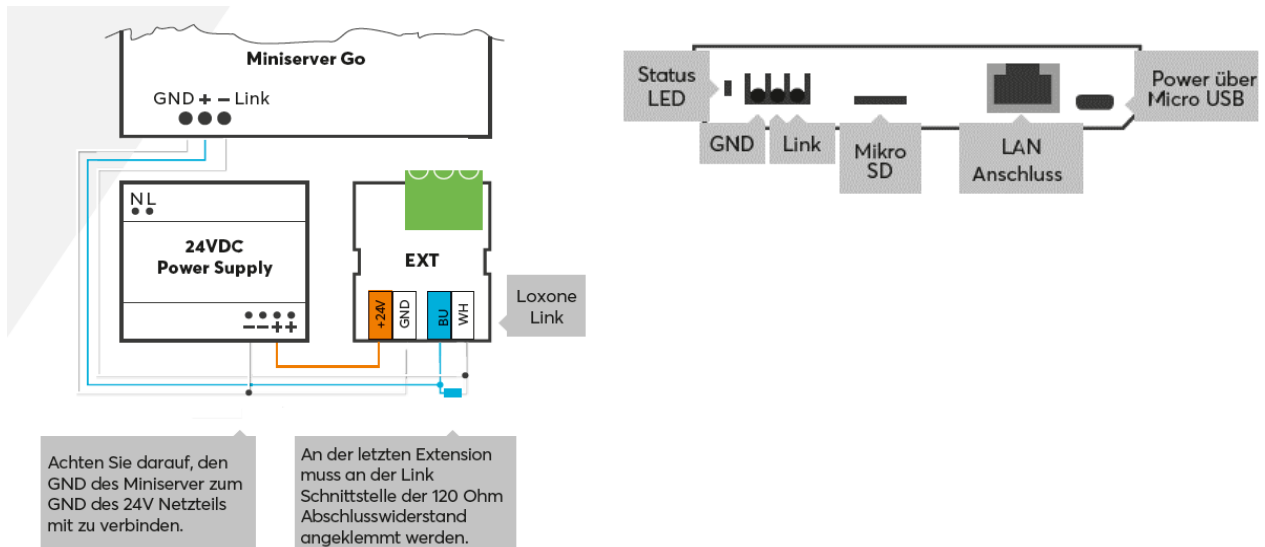 Miniserver Go
GND + − Link
N L
24VDC
Power Supply
−−++
EXT
+24V
GND
BU
WH
Loxone
Link
Achten Sie darauf, den
GND des Miniserver zum
GND des 24V Netzteils
mit zu verbinden.
An der letzten Extension
muss an der Link
Schnittstelle der 120 Ohm
Abschlusswiderstand
angeklemmt werden.
Status
LED
GND
Link
Mikro
SD
LAN
Anschluss
Power über
Micro USB